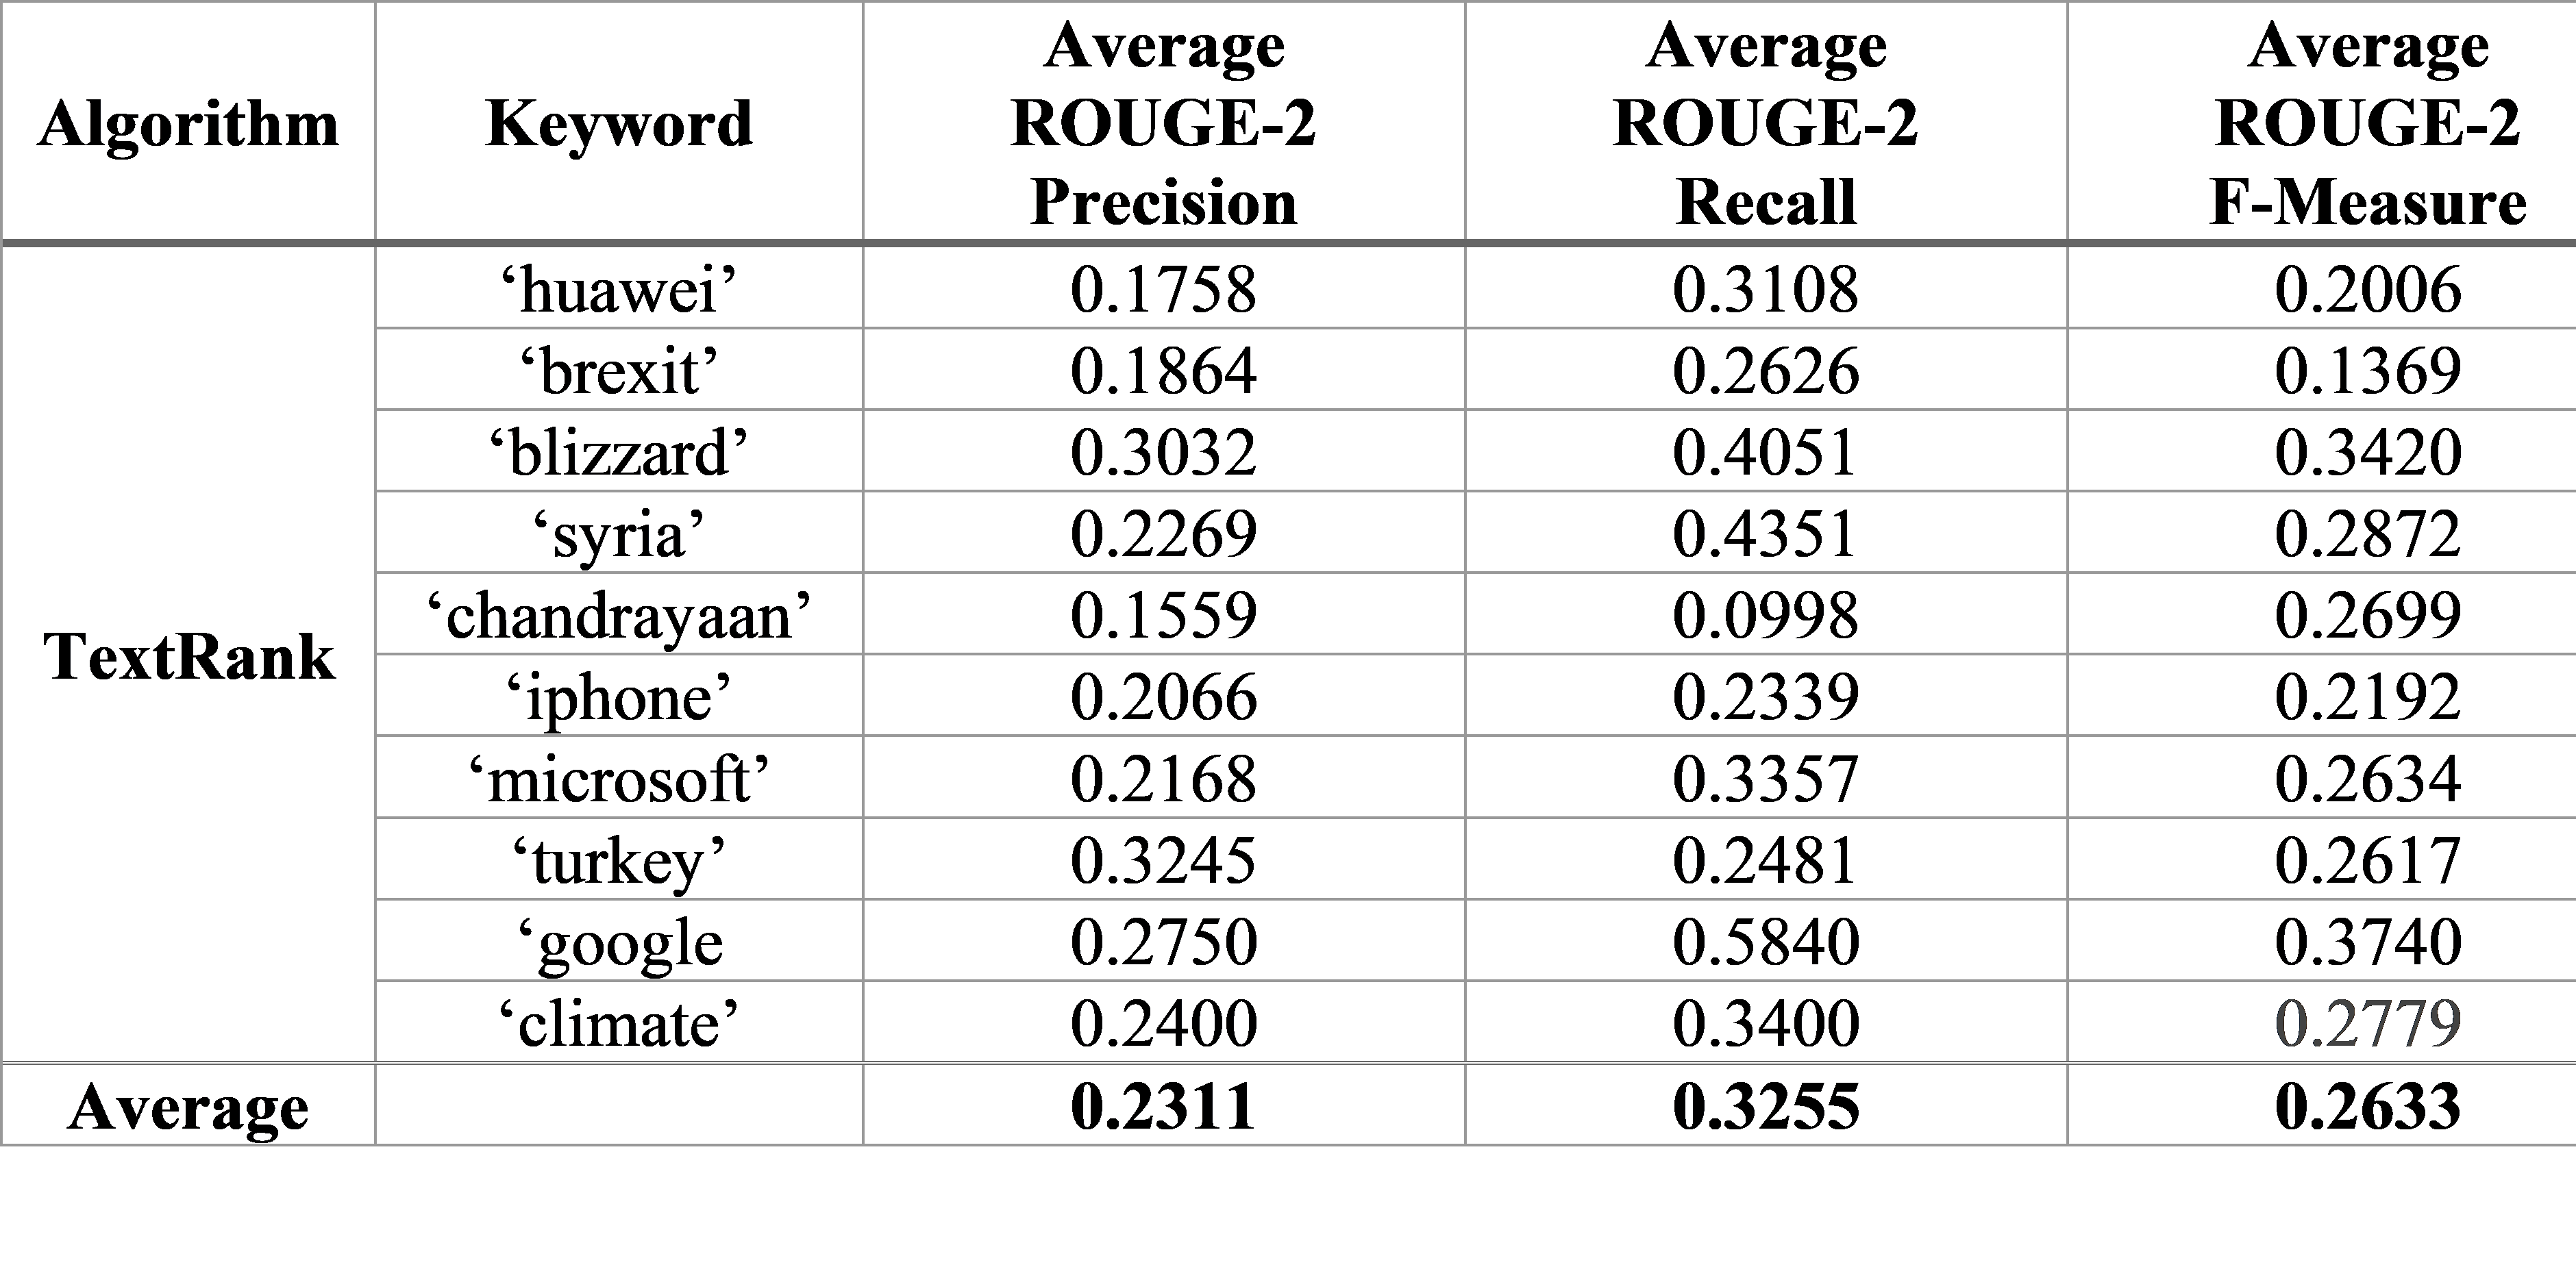 Algorithm Keyword Average ROUGE-2 Precision Average ROUGE-2 Recall Average ROUGE-2 F-Measure
TextRank
‘huawei’ 0.1758 0.3108 0.2006
‘brexit’ 0.1864 0.2626 0.1369
‘blizzard’ 0.3032 0.4051 0.3420
‘syria’ 0.2269 0.4351 0.2872
‘chandrayaan’ 0.1559 0.0998 0.2699
‘iphone’ 0.2066 0.2339 0.2192
‘microsoft’ 0.2168 0.3357 0.2634
‘turkey’ 0.3245 0.2481 0.2617
‘google 0.2750 0.5840 0.3740
‘climate’ 0.2400 0.3400 0.2779
Average 0.2311 0.3255 0.2633